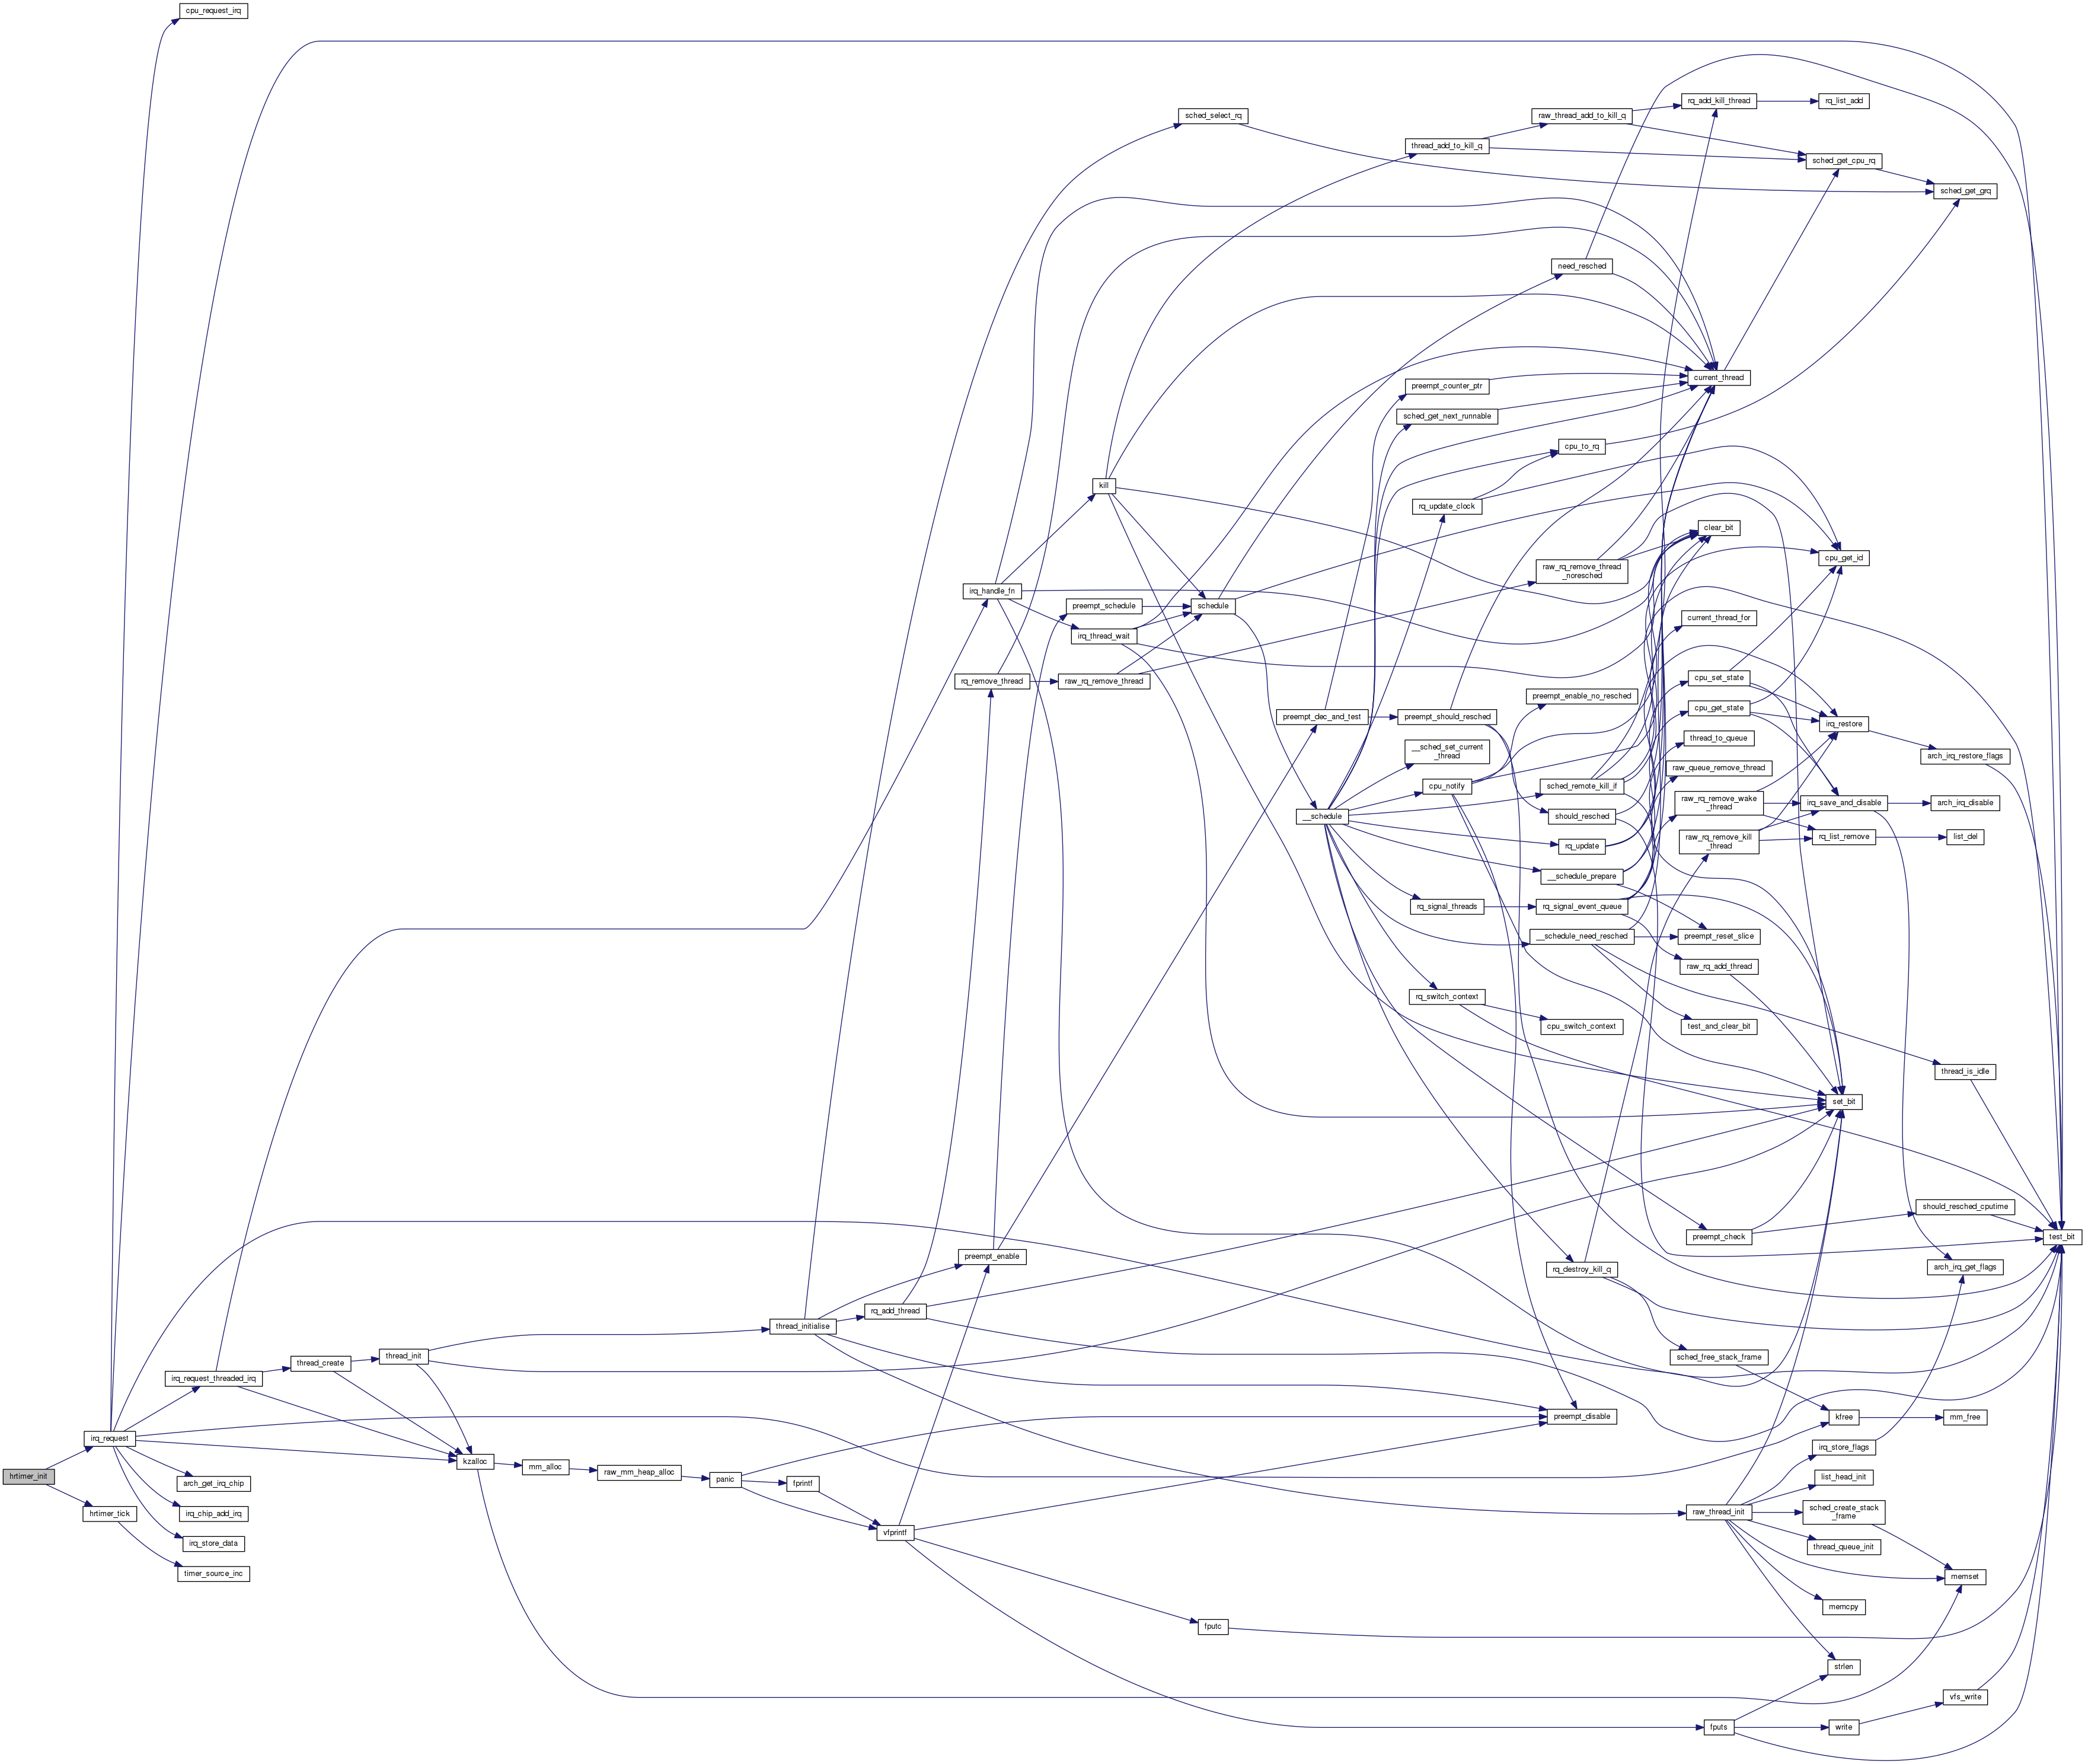 cpu_request_irq
rq_add_kill_thread
rq_list_add
sched_select_rq
raw_thread_add_to_kill_q
thread_add_to_kill_q
sched_get_cpu_rq
sched_get_grq
need_resched
current_thread
preempt_counter_ptr
sched_get_next_runnable
cpu_to_rq
kill
rq_update_clock
clear_bit
cpu_get_id
raw_rq_remove_thread
_noresched
irq_handle_fn
preempt_schedule
schedule
current_thread_for
irq_thread_wait
rq_remove_thread
raw_rq_remove_thread
cpu_set_state
preempt_enable_no_resched
cpu_get_state
preempt_dec_and_test
preempt_should_resched
irq_restore
thread_to_queue
__sched_set_current
_thread
arch_irq_restore_flags
raw_queue_remove_thread
cpu_notify
sched_remote_kill_if
raw_rq_remove_wake
_thread
irq_save_and_disable
arch_irq_disable
__schedule
should_resched
rq_update
raw_rq_remove_kill
_thread
rq_list_remove
list_del
__schedule_prepare
rq_signal_threads
rq_signal_event_queue
__schedule_need_resched
preempt_reset_slice
raw_rq_add_thread
rq_switch_context
cpu_switch_context
test_and_clear_bit
thread_is_idle
set_bit
should_resched_cputime
preempt_check
test_bit
preempt_enable
rq_destroy_kill_q
arch_irq_get_flags
rq_add_thread
thread_initialise
thread_init
thread_create
sched_free_stack_frame
irq_request_threaded_irq
preempt_disable
kfree
mm_free
irq_request
irq_store_flags
kzalloc
mm_alloc
raw_mm_heap_alloc
panic
fprintf
list_head_init
hrtimer_init
arch_get_irq_chip
hrtimer_tick
irq_chip_add_irq
raw_thread_init
sched_create_stack
_frame
vfprintf
irq_store_data
thread_queue_init
timer_source_inc
memset
memcpy
fputc
strlen
vfs_write
fputs
write